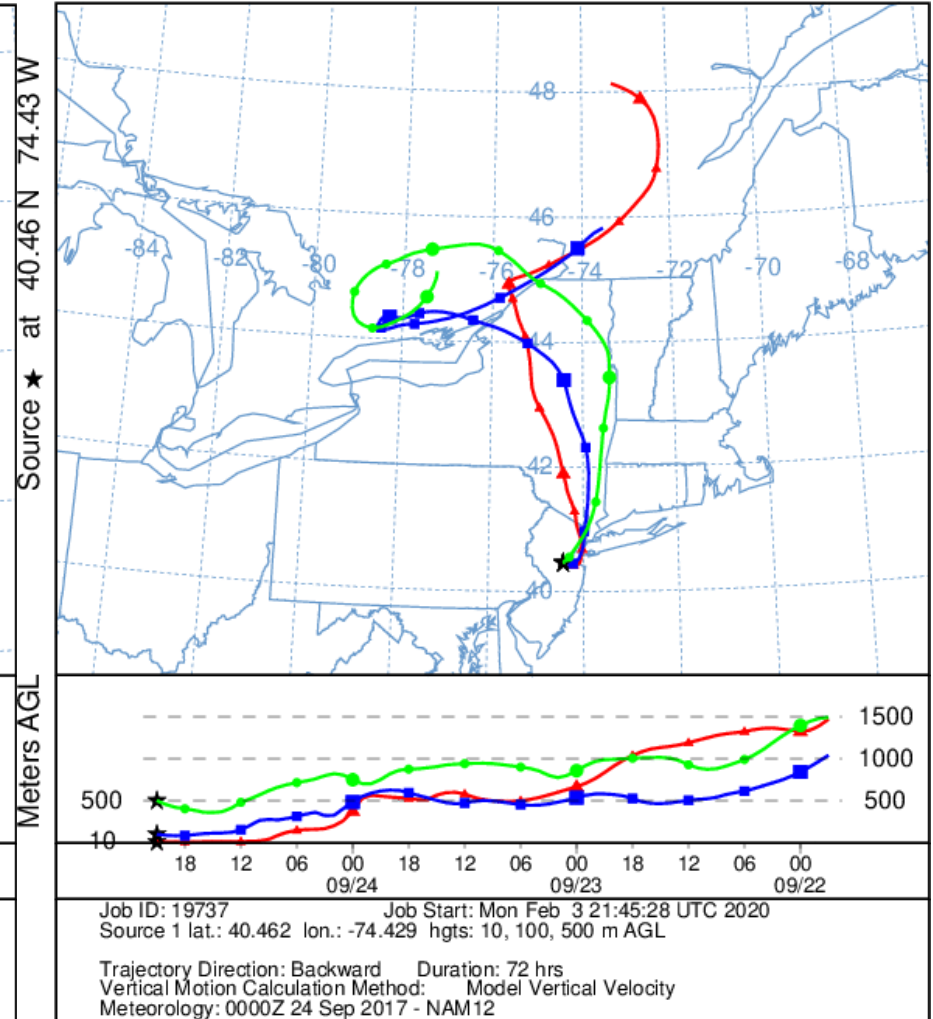 Source ★ at 40.46 N 74.43 W
48
46
-84
-82
-80
-78
-76
-74
-72
-70
-68
44
42
40
Meters AGL
1500
1000
500
500
10
18 12 06 00 18 12 06 00 18 12 06 00
09/24 09/23 09/22
Job ID: 19737 Job Start: Mon Feb 3 21:45:28 UTC 2020
Source 1 lat.: 40.462 lon.: -74.429 hgts: 10, 100, 500 m AGL
Trajectory Direction: Backward Duration: 72 hrs
Vertical Motion Calculation Method: Model Vertical Velocity
Meteorology: 0000Z 24 Sep 2017 - NAM12